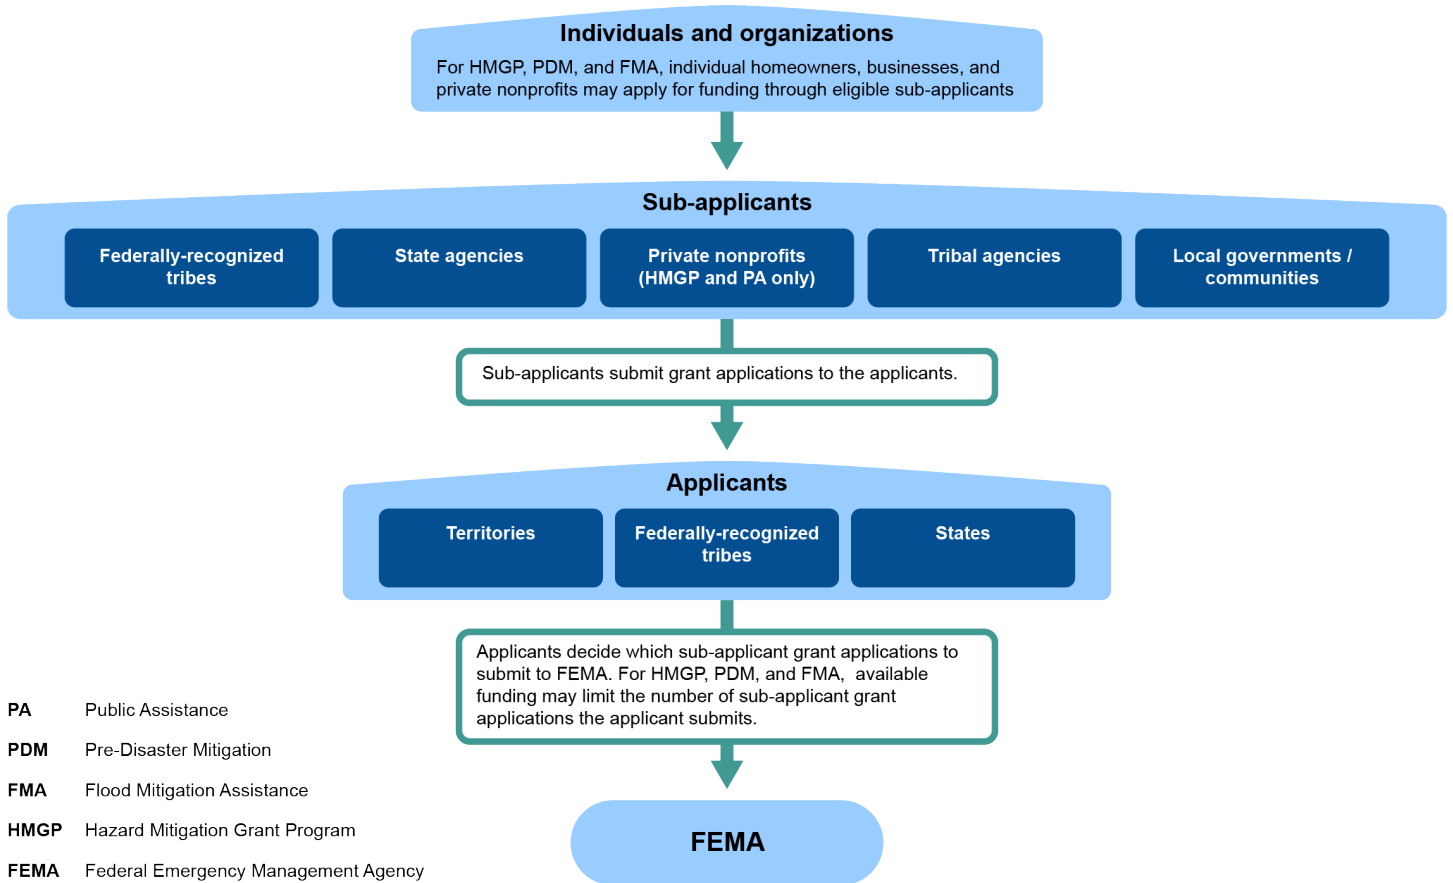 Individuals and organizations
For HMGP, PDM, and FMA, individual homeowners, businesses, and
private nonprofits may apply for funding through eligible sub-applicants
Sub-applicants
Federally-recognized
tribes
State agencies
Private nonprofits
(HMGP and PA only)
Tribal agencies
Local governments /
communities
Sub-applicants submit grant applications to the applicants.
Applicants
Territories
Federally-recognized
tribes
States
Applicants decide which sub-applicant grant applications to
submit to FEMA. For HMGP, PDM, and FMA,  available
funding may limit the number of sub-applicant grant
applications the applicant submits.
FEMA
PA Public Assistance
PDM Pre-Disaster Mitigation
FMA Flood Mitigation Assistance
HMGP Hazard Mitigation Grant Program
FEMA Federal Emergency Management Agency